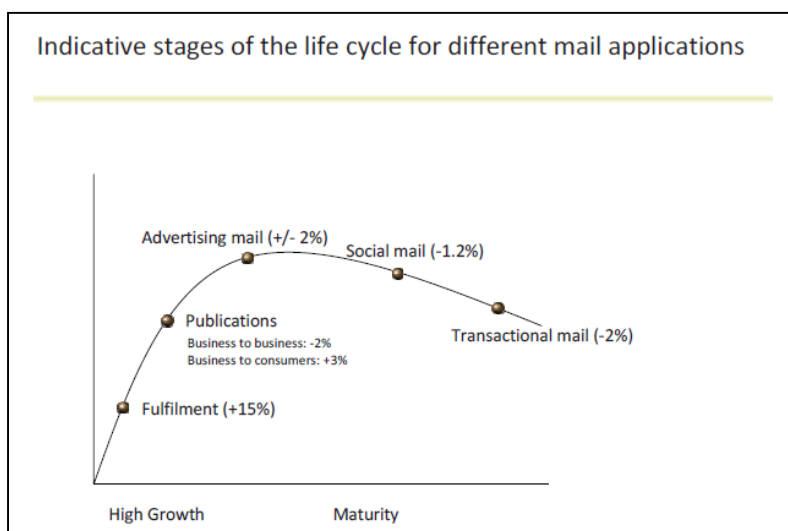 Indicative stages of the life cycle for different mail applications
Advertising mail (+/- 2%)
Social mail (-1.2%)
Publications
Business to business: -2%
Business to consumers: +3%
Transactional mail (-2%)
Fulfilment (+15%)
High Growth
Maturity